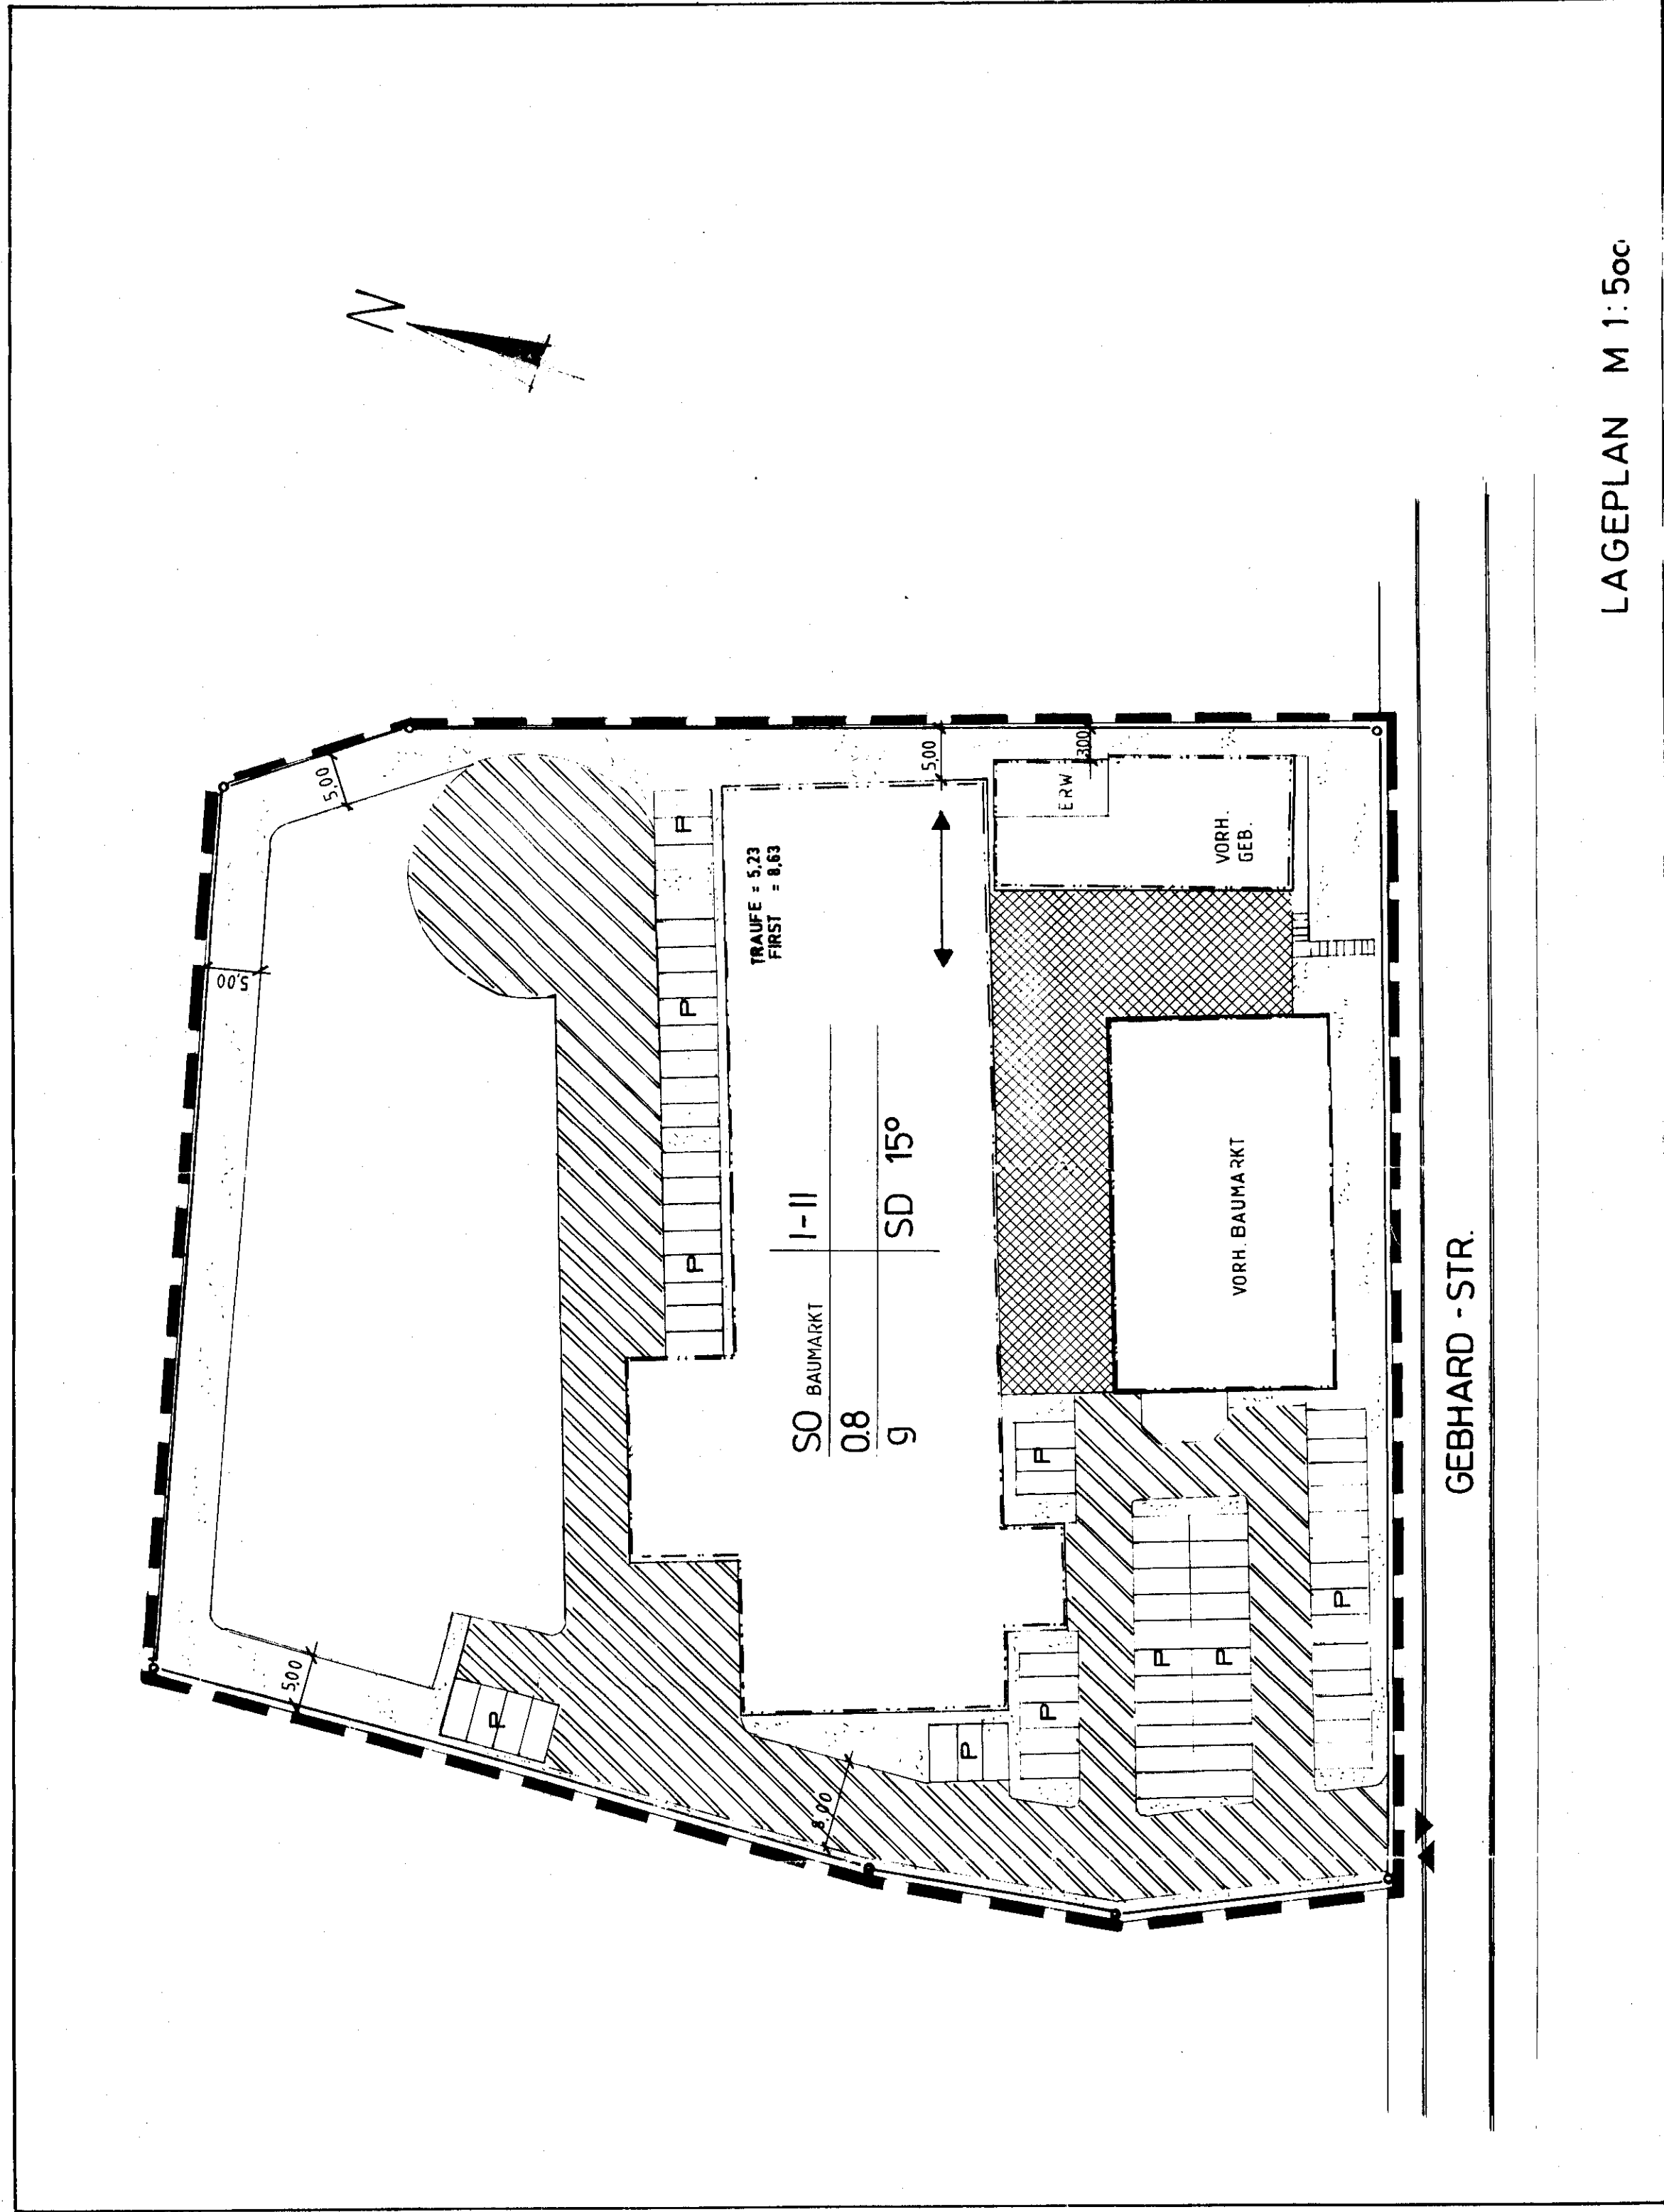 N
5,00
5,00
5,00
P
P
P
P
TRAUFE = 5,23
FIRST = 8,63
5,00
3,00
ERW
VORH.
GEB.
SO BAUMARKT
I-II
0.8
g
SD 15°
VORH. BAUMARKT
P
P
P
P
P
P
8.00
GEBHARD - STR.
LAGEPLAN M 1:500